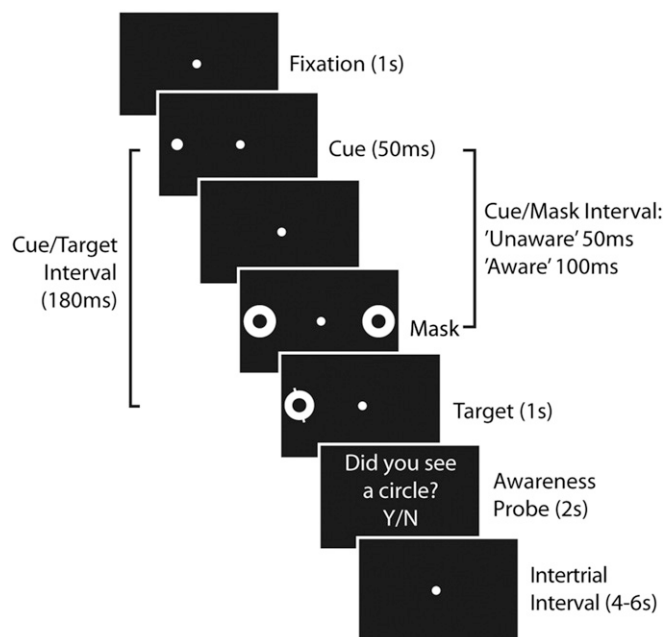 Fixation (1s)
Cue (50ms)
Cue/Target
Interval
(180ms)
Cue/Mask Interval:
'Unaware' 50ms
'Aware' 100ms
Mask
Target (1s)
Did you see
a circle?
Y/N
Awareness
Probe (2s)
Intertrial
Interval (4-6s)